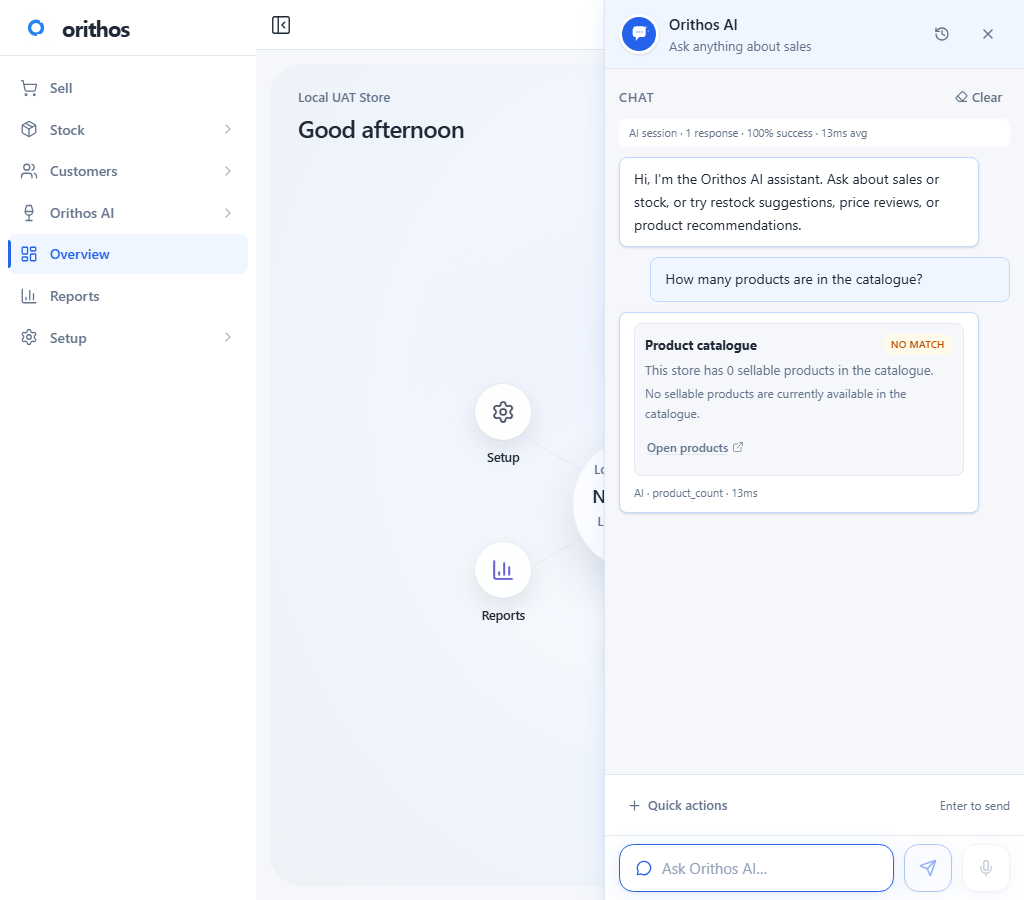 orithos
Sell
Stock
Customers
Orithos AI
Overview
Reports
Setup
Local UAT Store
Good afternoon
Setup
Reports
Lo
N
L
Orithos AI
Ask anything about sales
CHAT
Clear
AI session · 1 response · 100% success · 13ms avg
Hi, I'm the Orithos AI assistant. Ask about sales or
stock, or try restock suggestions, price reviews, or
product recommendations.
How many products are in the catalogue?
Product catalogue
NO MATCH
This store has 0 sellable products in the catalogue.
No sellable products are currently available in the
catalogue.
Open products
AI · product_count · 13ms
Quick actions
Enter to send
Ask Orithos AI...